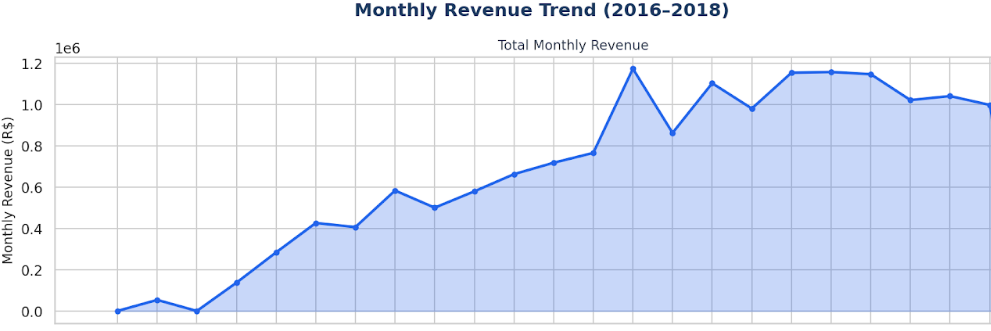 Monthly Revenue Trend (2016–2018)
Total Monthly Revenue
1e6
Monthly Revenue (R$)
1.2
1.0
0.8
0.6
0.4
0.2
0.0